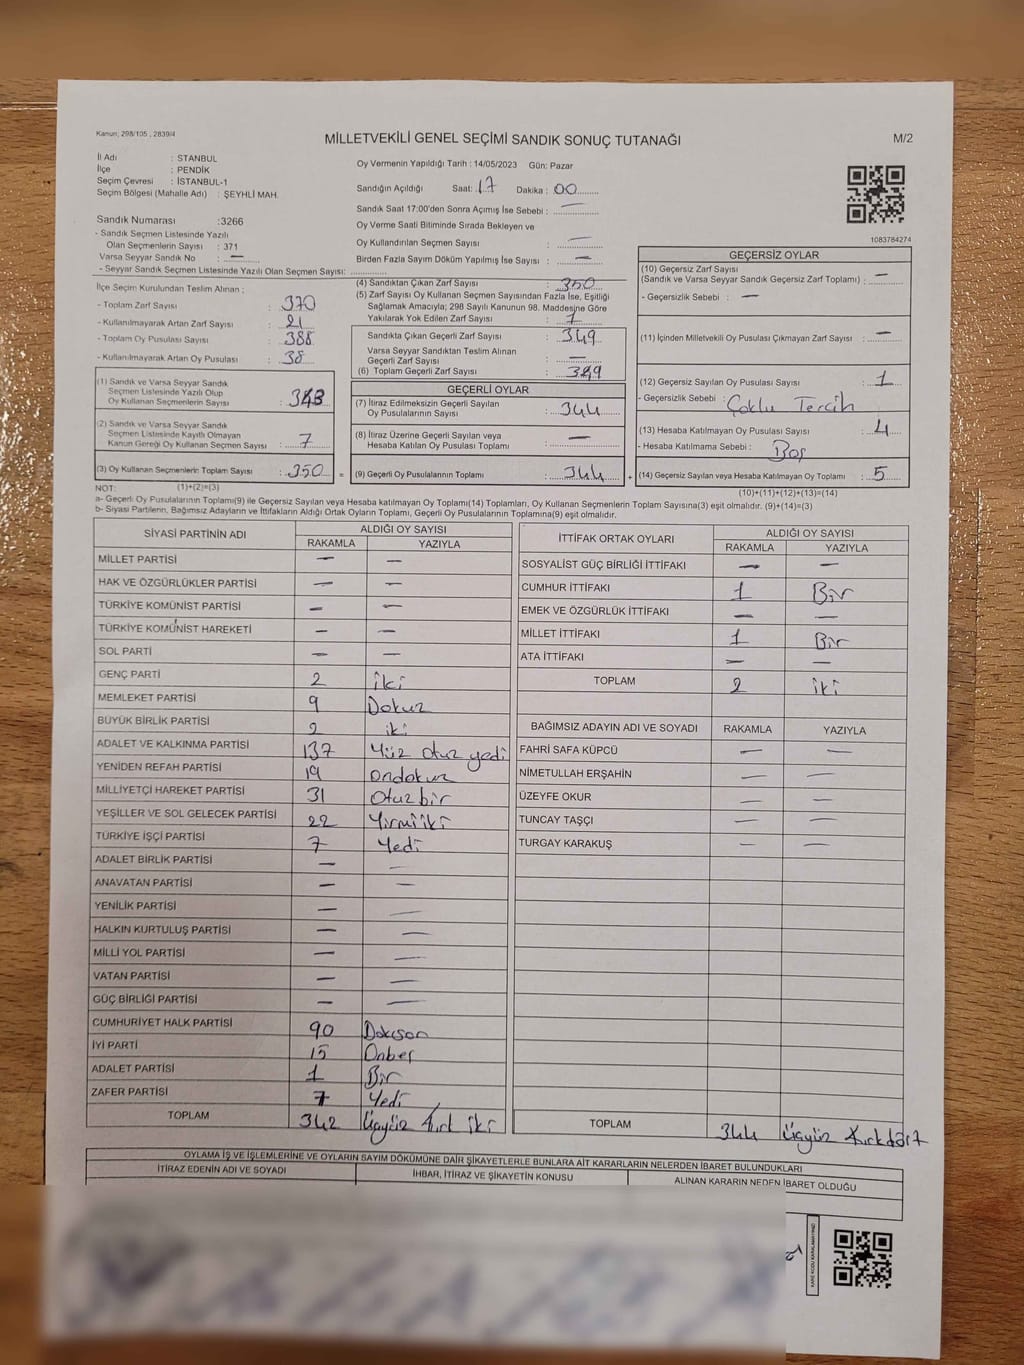 Kanun; 298/105 , 2839/4
MİLLETVEKİLİ GENEL SEÇİMİ SANDIK SONUÇ TUTANAĞI
M/2
İl Adı : STANBUL
İlçe : PENDİK
Seçim Çevresi : İSTANBUL-1
Seçim Bölgesi (Mahalle Adı) : ŞEYHLİ MAH.
Oy Vermenin Yapıldığı Tarih : 14/05/2023 Gün: Pazar
Sandığın Açıldığı Saat: 17 Dakika : 00
Sandık Saat 17:00'den Sonra Açımış İse Sebebi : —
Oy Verme Saati Bitiminde Sırada Bekleyen ve
Oy Kullandırılan Seçmen Sayısı : —
Birden Fazla Sayım Döküm Yapılmış İse Sayısı : —
1083784274
Sandık Numarası :3266
- Sandık Seçmen Listesinde Yazılı
Olan Seçmenlerin Sayısı : 371
Varsa Seyyar Sandık No : —
- Seyyar Sandık Seçmen Listesinde Yazılı Olan Seçmen Sayısı:
İlçe Seçim Kurulundan Teslim Alınan ;
- Toplam Zarf Sayısı : 370
- Kullanılmayarak Artan Zarf Sayısı : 21
- Toplam Oy Pusulası Sayısı : 388
- Kullanılmayarak Artan Oy Pusulası : 38
(1) Sandık ve Varsa Seyyar Sandık
Seçmen Listesinde Yazılı Olup
Oy Kullanan Seçmenlerin Sayısı : 343
(2) Sandık ve Varsa Seyyar Sandık
Seçmen Listesinde Kayıtlı Olmayan
Kanun Gereği Oy Kullanan Seçmen Sayısı : 7
(3) Oy Kullanan Seçmenlerin Toplam Sayısı : 350 =
(4) Sandıktan Çıkan Zarf Sayısı : 350
(5) Zarf Sayısı Oy Kullanan Seçmen Sayısından Fazla İse, Eşitliği
Sağlamak Amacıyla; 298 Sayılı Kanunun 98. Maddesine Göre
Yakılarak Yok Edilen Zarf Sayısı : 1
Sandıkta Çıkan Geçerli Zarf Sayısı : 349
Varsa Seyyar Sandıktan Teslim Alınan
Geçerli Zarf Sayısı : —
(6) Toplam Geçerli Zarf Sayısı : 349
GEÇERLİ OYLAR
(7) İtiraz Edilmeksizin Geçerli Sayılan
Oy Pusulalarının Sayısı : 344
(8) İtiraz Üzerine Geçerli Sayılan veya
Hesaba Katılan Oy Pusulaları Toplamı : —
(9) Geçerli Oy Pusulalarının Toplamı : 344 +
GEÇERSİZ OYLAR
(10) Geçersiz Zarf Sayısı
(Sandık ve Varsa Seyyar Sandık Geçersiz Zarf Toplamı) : —
- Geçersizlik Sebebi : —
(11) İçinden Milletvekili Oy Pusulası Çıkmayan Zarf Sayısı : —
(12) Geçersiz Sayılan Oy Pusulası Sayısı : 1
- Geçersizlik Sebebi : Çoklu Tercih
(13) Hesaba Katılmayan Oy Pusulası Sayısı : 4
- Hesaba Katılmama Sebebi : Boş
(14) Geçersiz Sayılan veya Hesaba Katılmayan Oy Toplamı : 5
NOT: (1)+(2)=(3)
(10)+(11)+(12)+(13)=(14)
a- Geçerli Oy Pusulalarının Toplamı(9) ile Geçersiz Sayılan veya Hesaba katılmayan Oy Toplamı(14) Toplamları, Oy Kullanan Seçmenlerin Toplam Sayısına(3) eşit olmalıdır. (9)+(14)=(3)
b- Siyasi Partilerin, Bağımsız Adayların ve İttifakların Aldığı Ortak Oyların Toplamı, Geçerli Oy Pusulalarının Toplamına(9) eşit olmalıdır.
SİYASİ PARTİNİN ADI ALDIĞI OY SAYISI
RAKAMLA YAZIYLA
MİLLET PARTİSİ — —
HAK VE ÖZGÜRLÜKLER PARTİSİ — —
TÜRKİYE KOMÜNİST PARTİSİ — —
TÜRKİYE KOMÜNİST HAREKETİ — —
SOL PARTİ — —
GENÇ PARTİ 2 iki
MEMLEKET PARTİSİ 9 Dokuz
BÜYÜK BİRLİK PARTİSİ 2 iki
ADALET VE KALKINMA PARTİSİ 137 Yüz otuz yedi
YENİDEN REFAH PARTİSİ 19 ondokuz
MİLLİYETÇİ HAREKET PARTİSİ 31 Otuzbir
YEŞİLLER VE SOL GELECEK PARTİSİ 22 Yirmiiki
TÜRKİYE İŞÇİ PARTİSİ 7 Yedi
ADALET BİRLİK PARTİSİ — —
ANAVATAN PARTİSİ — —
YENİLİK PARTİSİ — —
HALKIN KURTULUŞ PARTİSİ — —
MİLLİ YOL PARTİSİ — —
VATAN PARTİSİ — —
GÜÇ BİRLİĞİ PARTİSİ — —
CUMHURİYET HALK PARTİSİ 90 Doksan
İYİ PARTİ 15 Onbeş
ADALET PARTİSİ 1 Bir
ZAFER PARTİSİ 7 Yedi
TOPLAM 342 Üçyüz kırk iki
İTTİFAK ORTAK OYLARI ALDIĞI OY SAYISI
RAKAMLA YAZIYLA
SOSYALİST GÜÇ BİRLİĞİ İTTİFAKI — —
CUMHUR İTTİFAKI 1 Bir
EMEK VE ÖZGÜRLÜK İTTİFAKI — —
MİLLET İTTİFAKI 1 Bir
ATA İTTİFAKI — —
TOPLAM 2 iki
BAĞIMSIZ ADAYIN ADI VE SOYADI RAKAMLA YAZIYLA
FAHRİ SAFA KÜPCÜ — —
NİMETULLAH ERŞAHİN — —
ÜZEYFE OKUR — —
TUNCAY TAŞÇI — —
TURGAY KARAKUŞ — —
TOPLAM 344 Üçyüz kırkdört
OYLAMA İŞ VE İŞLEMLERİNE VE OYLARIN SAYIM DÖKÜMÜNE DAİR ŞİKAYETLERLE BUNLARA AİT KARARLARIN NELERDEN İBARET BULUNDUKLARI
İTİRAZ EDENİN ADI VE SOYADI İHBAR, İTİRAZ VE ŞİKAYETİN KONUSU ALINAN KARARIN NEDEN İBARET OLDUĞU